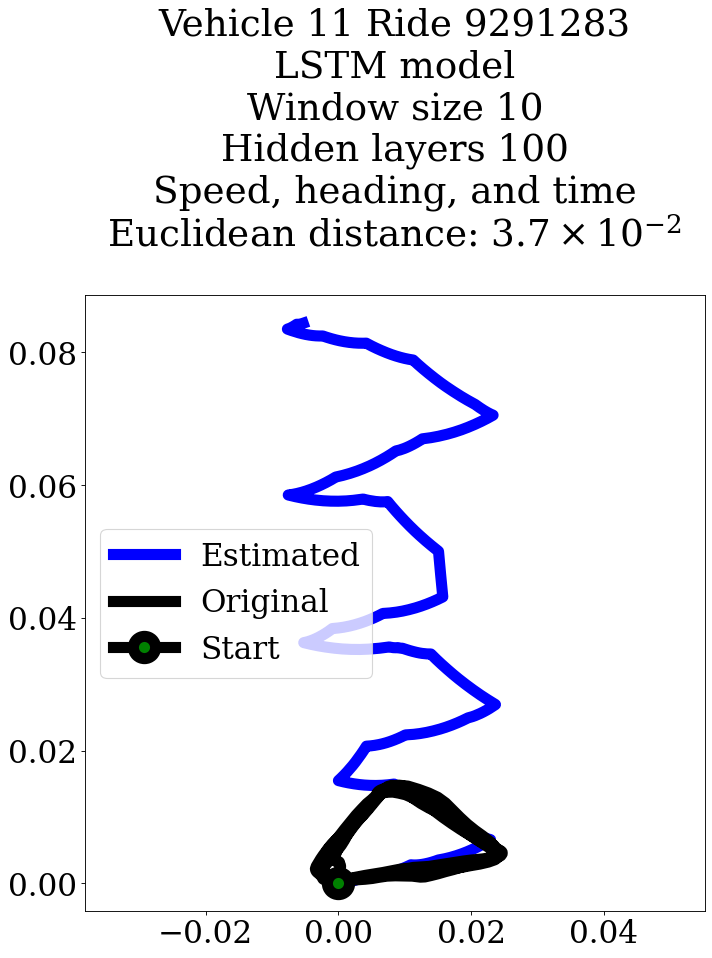 Vehicle 11 Ride 9291283
LSTM model
Window size 10
Hidden layers 100
Speed, heading, and time
Euclidean distance: 3.7 × 10⁻²
0.08
0.06
0.04
0.02
0.00
Estimated
Original
Start
−0.02 0.00 0.02 0.04